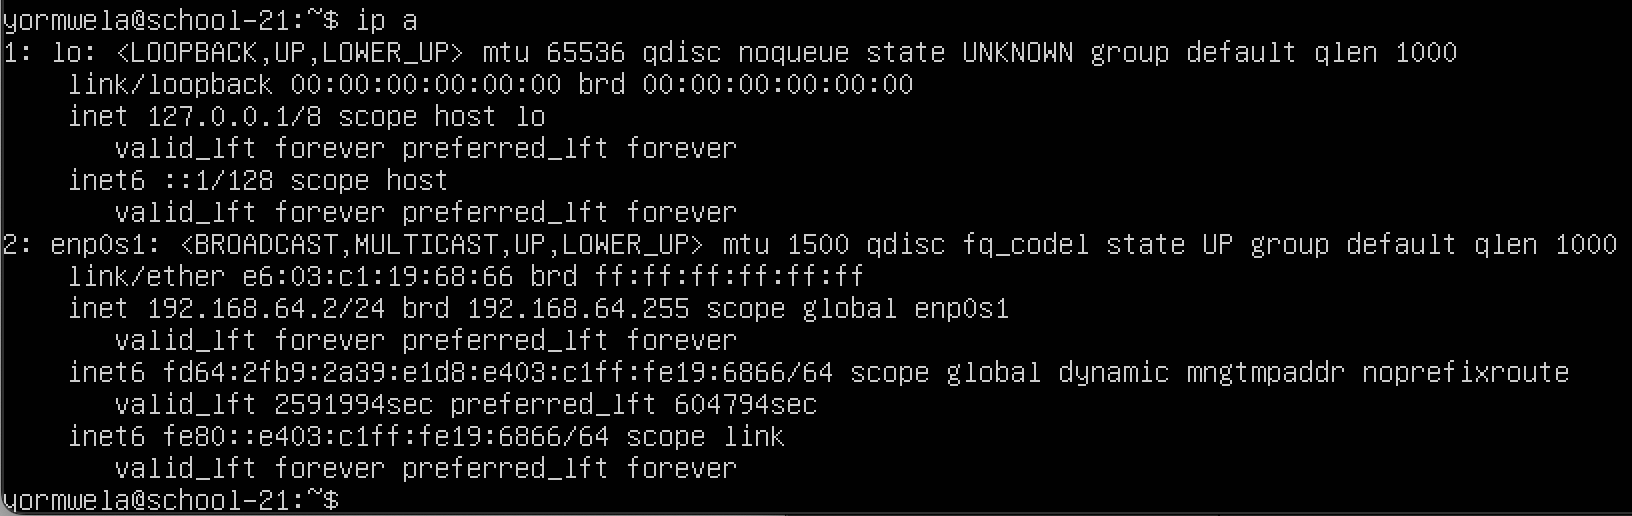 yormwela@school-21:~$ ip a
1: lo: <LOOPBACK,UP,LOWER_UP> mtu 65536 qdisc noqueue state UNKNOWN group default qlen 1000
    link/loopback 00:00:00:00:00:00 brd 00:00:00:00:00:00
    inet 127.0.0.1/8 scope host lo
       valid_lft forever preferred_lft forever
    inet6 ::1/128 scope host
       valid_lft forever preferred_lft forever
2: enp0s1: <BROADCAST,MULTICAST,UP,LOWER_UP> mtu 1500 qdisc fq_codel state UP group default qlen 1000
    link/ether e6:03:c1:19:68:66 brd ff:ff:ff:ff:ff:ff
    inet 192.168.64.2/24 brd 192.168.64.255 scope global enp0s1
       valid_lft forever preferred_lft forever
    inet6 fd64:2fb9:2a39:e1d8:e403:c1ff:fe19:6866/64 scope global dynamic mngtmpaddr noprefixroute
       valid_lft 2591994sec preferred_lft 604794sec
    inet6 fe80::e403:c1ff:fe19:6866/64 scope link
       valid_lft forever preferred_lft forever
yormwela@school-21:~$